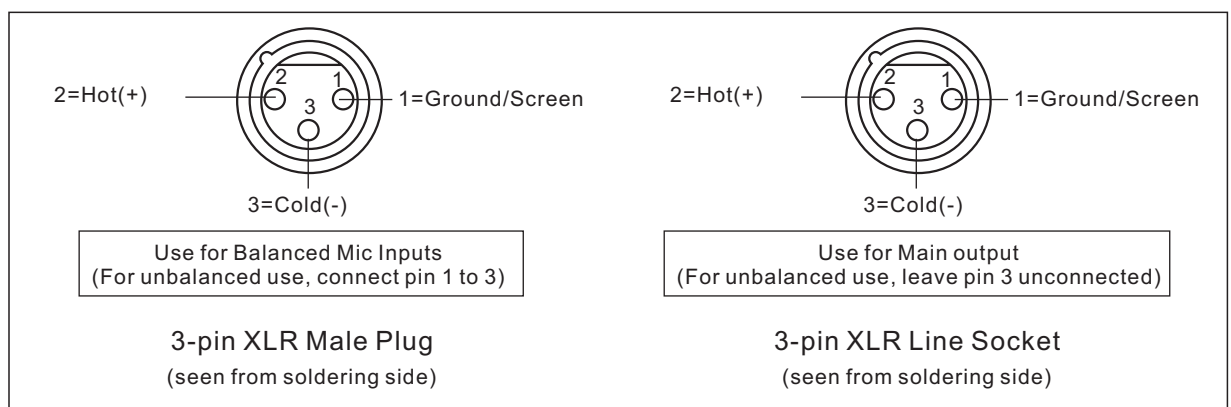 2
1
3
2=Hot(+)
1=Ground/Screen
3=Cold(-)
Use for Balanced Mic Inputs
(For unbalanced use, connect pin 1 to 3)
3-pin XLR Male Plug
(seen from soldering side)
2
1
3
2=Hot(+)
1=Ground/Screen
3=Cold(-)
Use for Main output
(For unbalanced use, leave pin 3 unconnected)
3-pin XLR Line Socket
(seen from soldering side)